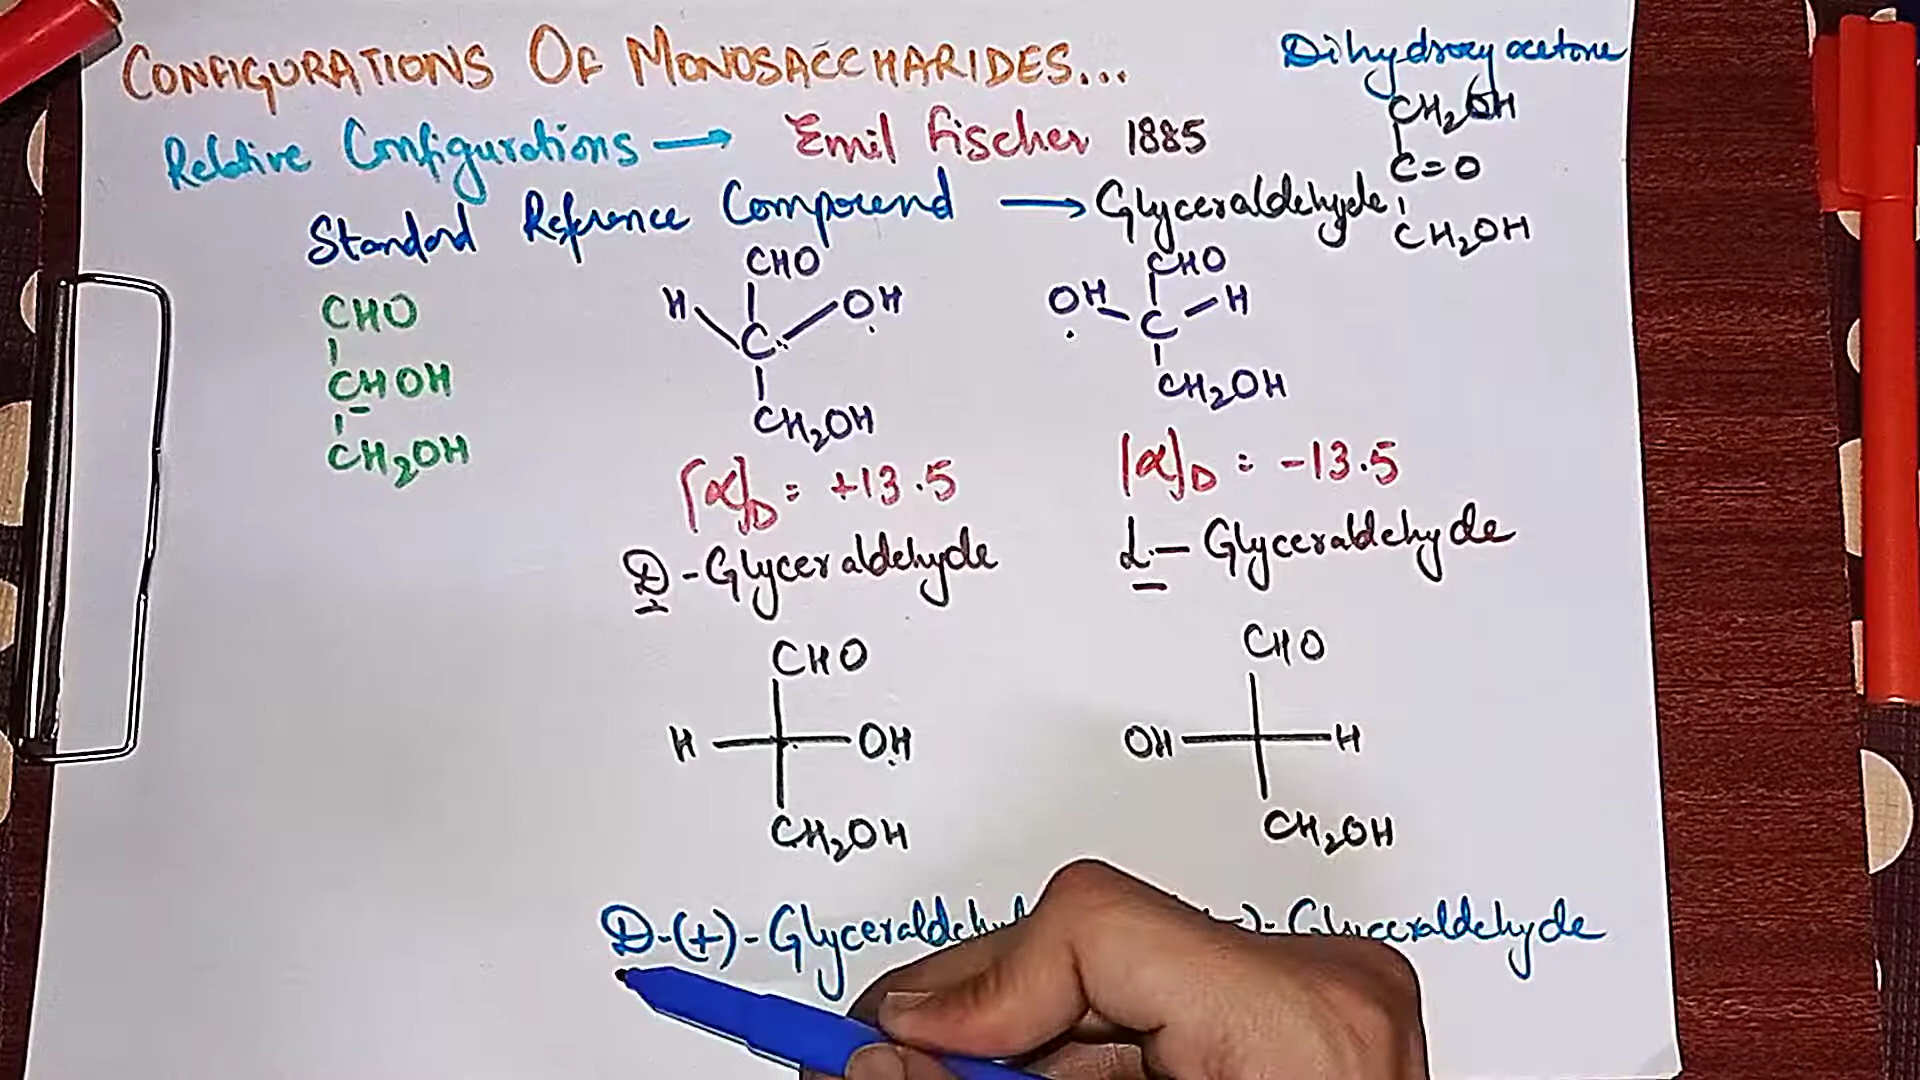 CONFIGURATIONS OF MONOSACCHARIDES...
Dihydroxy acetone
CH2OH
C=O
CH2OH
Relative Configurations → Emil Fischer 1885
Standard Reference Compound → Glyceraldehyde
CHO
CHOH
CH2OH
CHO
H C OH
CH2OH
CHO
OH C H
CH2OH
[α]D = +13.5
[α]D = -13.5
D-Glyceraldehyde
L-Glyceraldehyde
CHO
H OH
CH2OH
CHO
OH H
CH2OH
D-(+)-
)-Glyceraldehyde